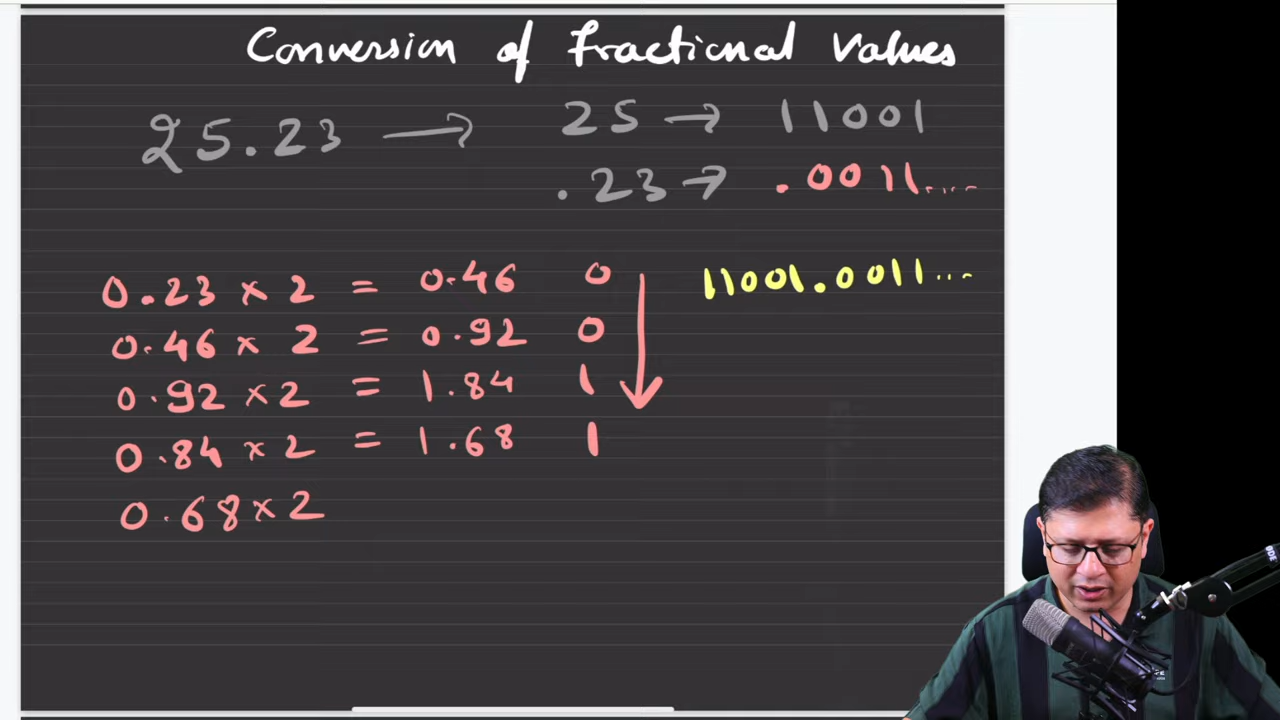 Conversion of Fractional Values
25.23 → 25 → 11001
.23 → .0011....
0.23 × 2 = 0.46 0 11001.0011...
0.46 × 2 = 0.92 0
0.92 × 2 = 1.84 1
0.84 × 2 = 1.68 1
0.68 × 2